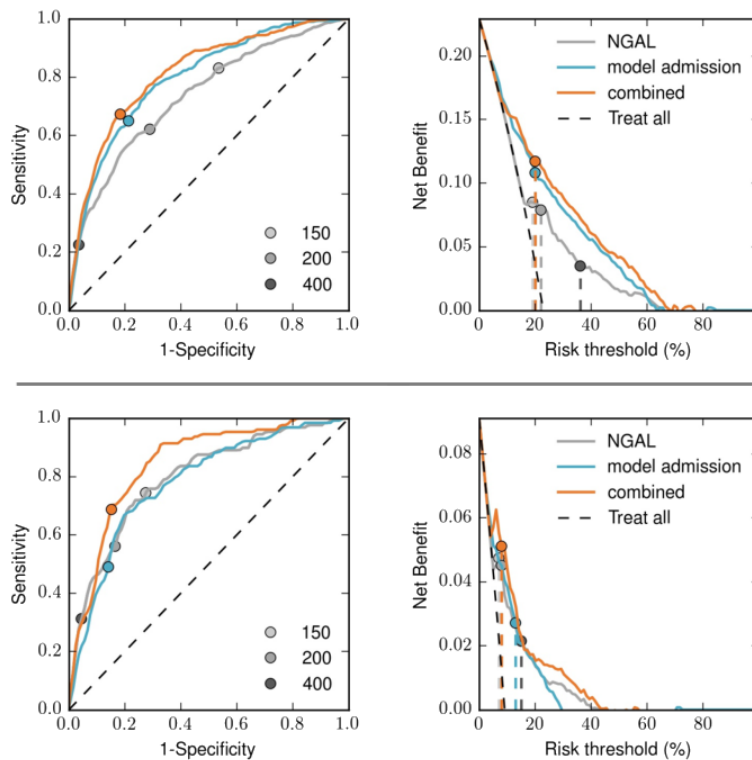 1.0
0.8
0.6
0.4
0.2
0.0
Sensitivity
0.0 0.2 0.4 0.6 0.8 1.0
1-Specificity
150
200
400
0.20
0.15
0.10
0.05
0.00
Net Benefit
0 20 40 60 80
Risk threshold (%)
NGAL
model admission
combined
Treat all
1.0
0.8
0.6
0.4
0.2
0.0
Sensitivity
0.0 0.2 0.4 0.6 0.8 1.0
1-Specificity
150
200
400
0.08
0.06
0.04
0.02
0.00
Net Benefit
0 20 40 60 80
Risk threshold (%)
NGAL
model admission
combined
Treat all